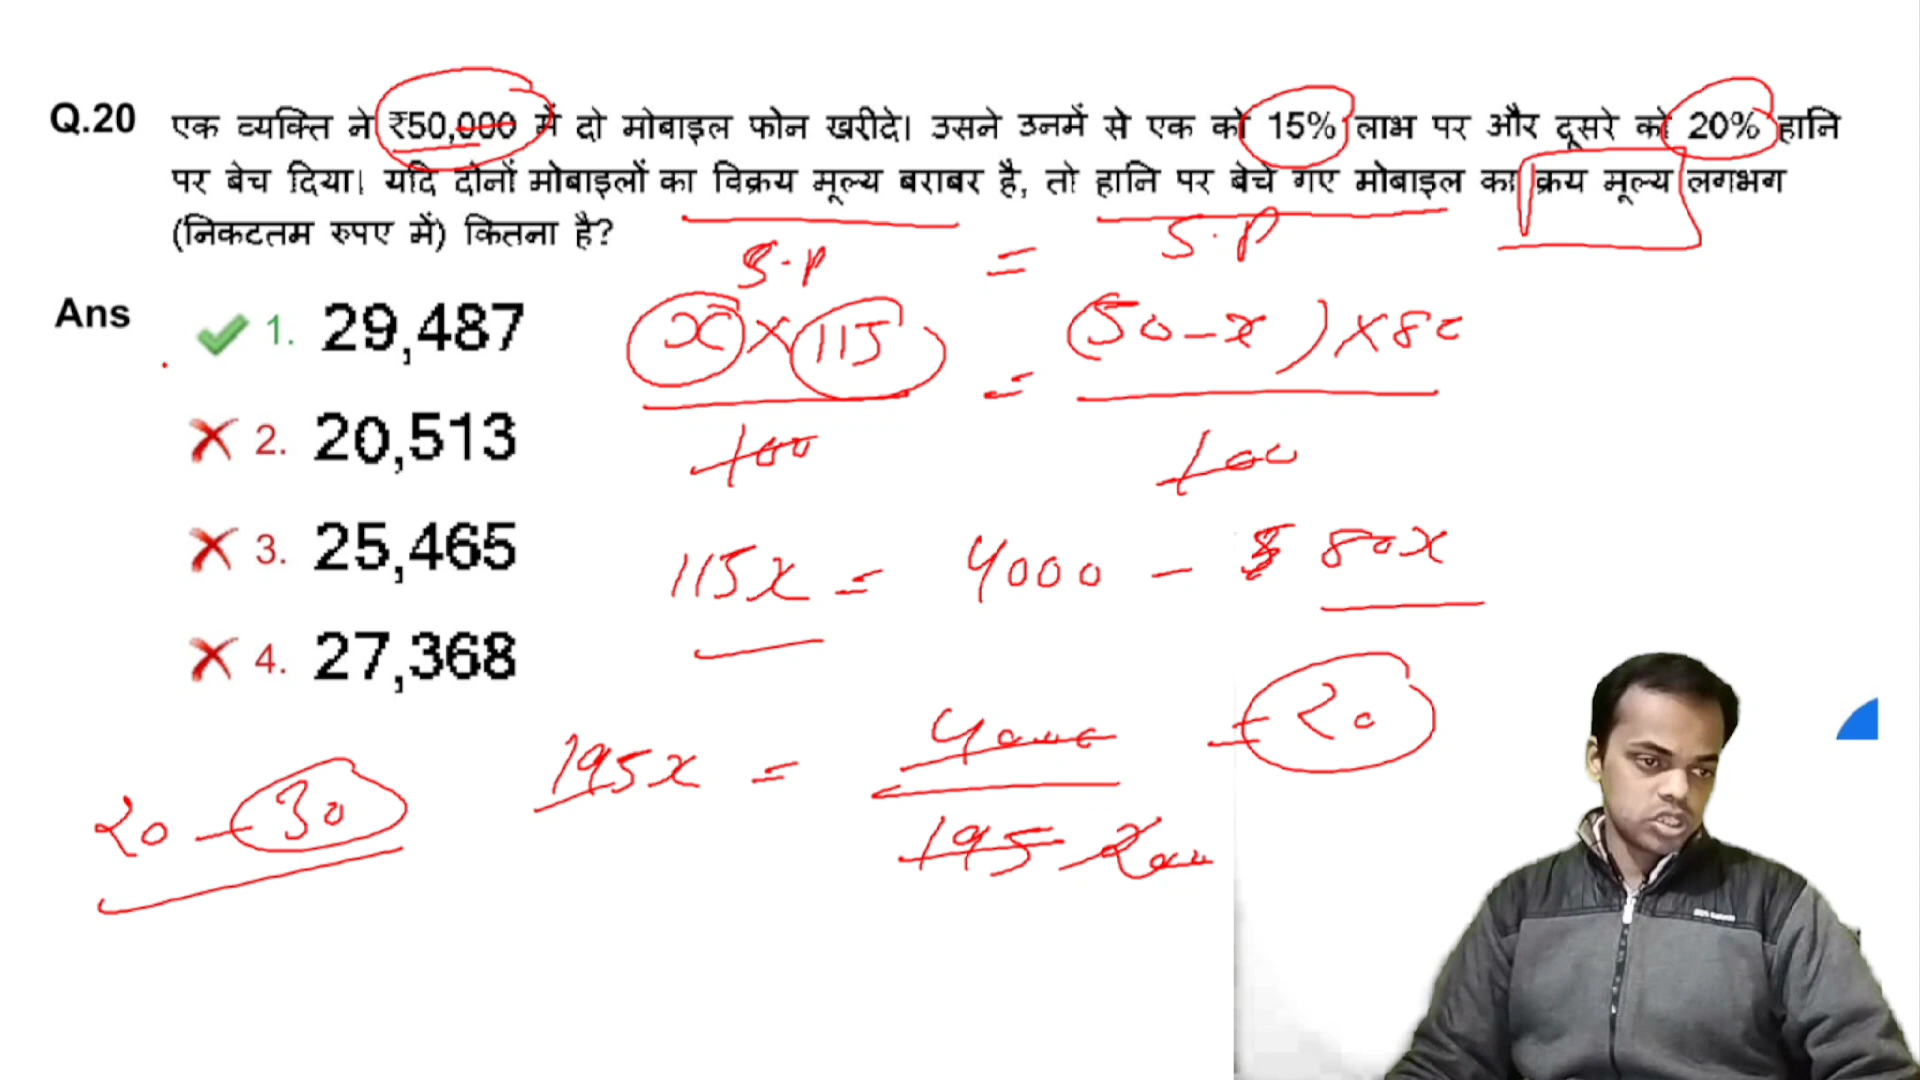 Q.20 एक व्यक्ति ने ₹50,000 में दो मोबाइल फोन खरीदे। उसने उनमें से एक को 15% लाभ पर और दूसरे को 20% हानि
पर बेच दिया। यदि दोनों मोबाइलों का विक्रय मूल्य बराबर है, तो हानि पर बेचे गए मोबाइल का क्रय मूल्य लगभग
(निकटतम रुपए में) कितना है?
S.P = S.P
Ans 1. 29,487
x × 115 = (50 - x) × 80
100 100
2. 20,513
3. 25,465
115x = 4000 - 80x
4. 27,368
195x = 4000 = 20
195 200
20 - 30